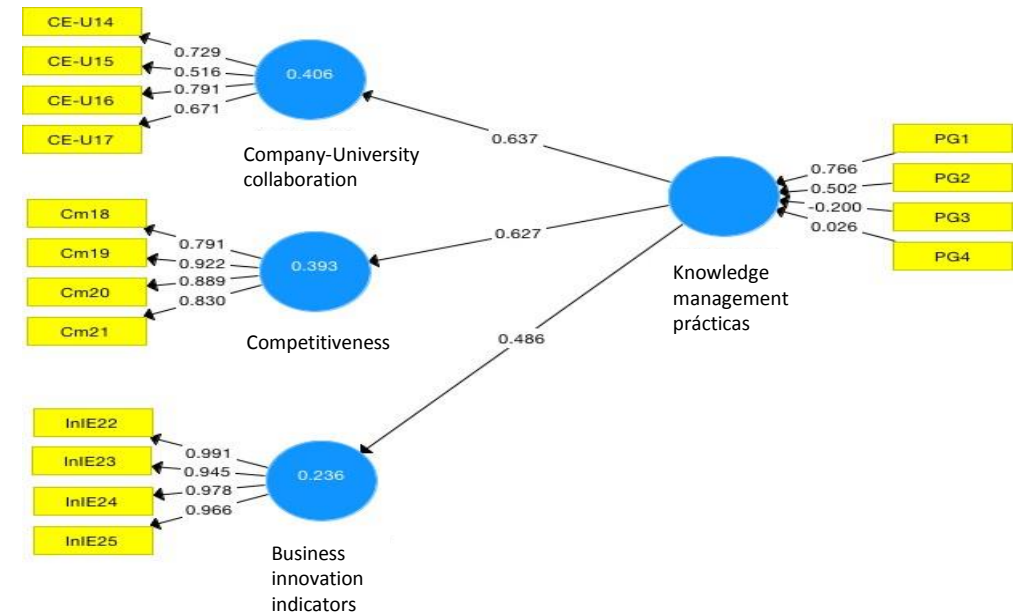 CE-U14
CE-U15
CE-U16
CE-U17
0.729
0.516
0.791
0.671
0.406
Company-University
collaboration
0.637
Cm18
Cm19
Cm20
Cm21
0.791
0.922
0.889
0.830
0.393
Competitiveness
0.627
InIE22
InIE23
InIE24
InIE25
0.991
0.945
0.978
0.966
0.236
Business
innovation
indicators
0.486
Knowledge
management
prácticas
0.766
0.502
-0.200
0.026
PG1
PG2
PG3
PG4